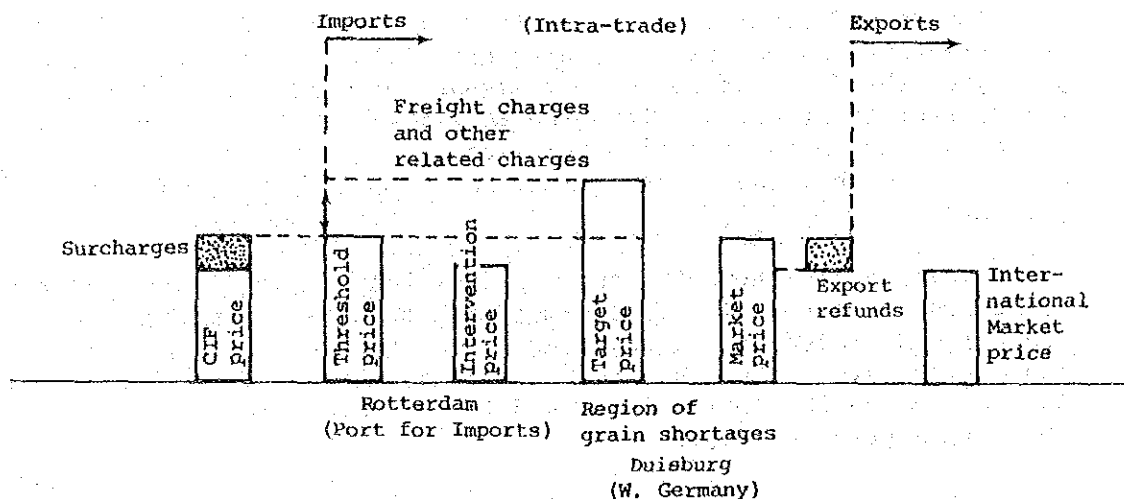 Imports
(Intra-trade)
Exports
Freight charges
and other
related charges
Surcharges
CIF
price
Threshold
price
Intervention
price
Target
price
Market
price
Export
refunds
Inter-
national
Market
price
Rotterdam
(Port for Imports)
Region of
grain shortages
Duisburg
(W. Germany)